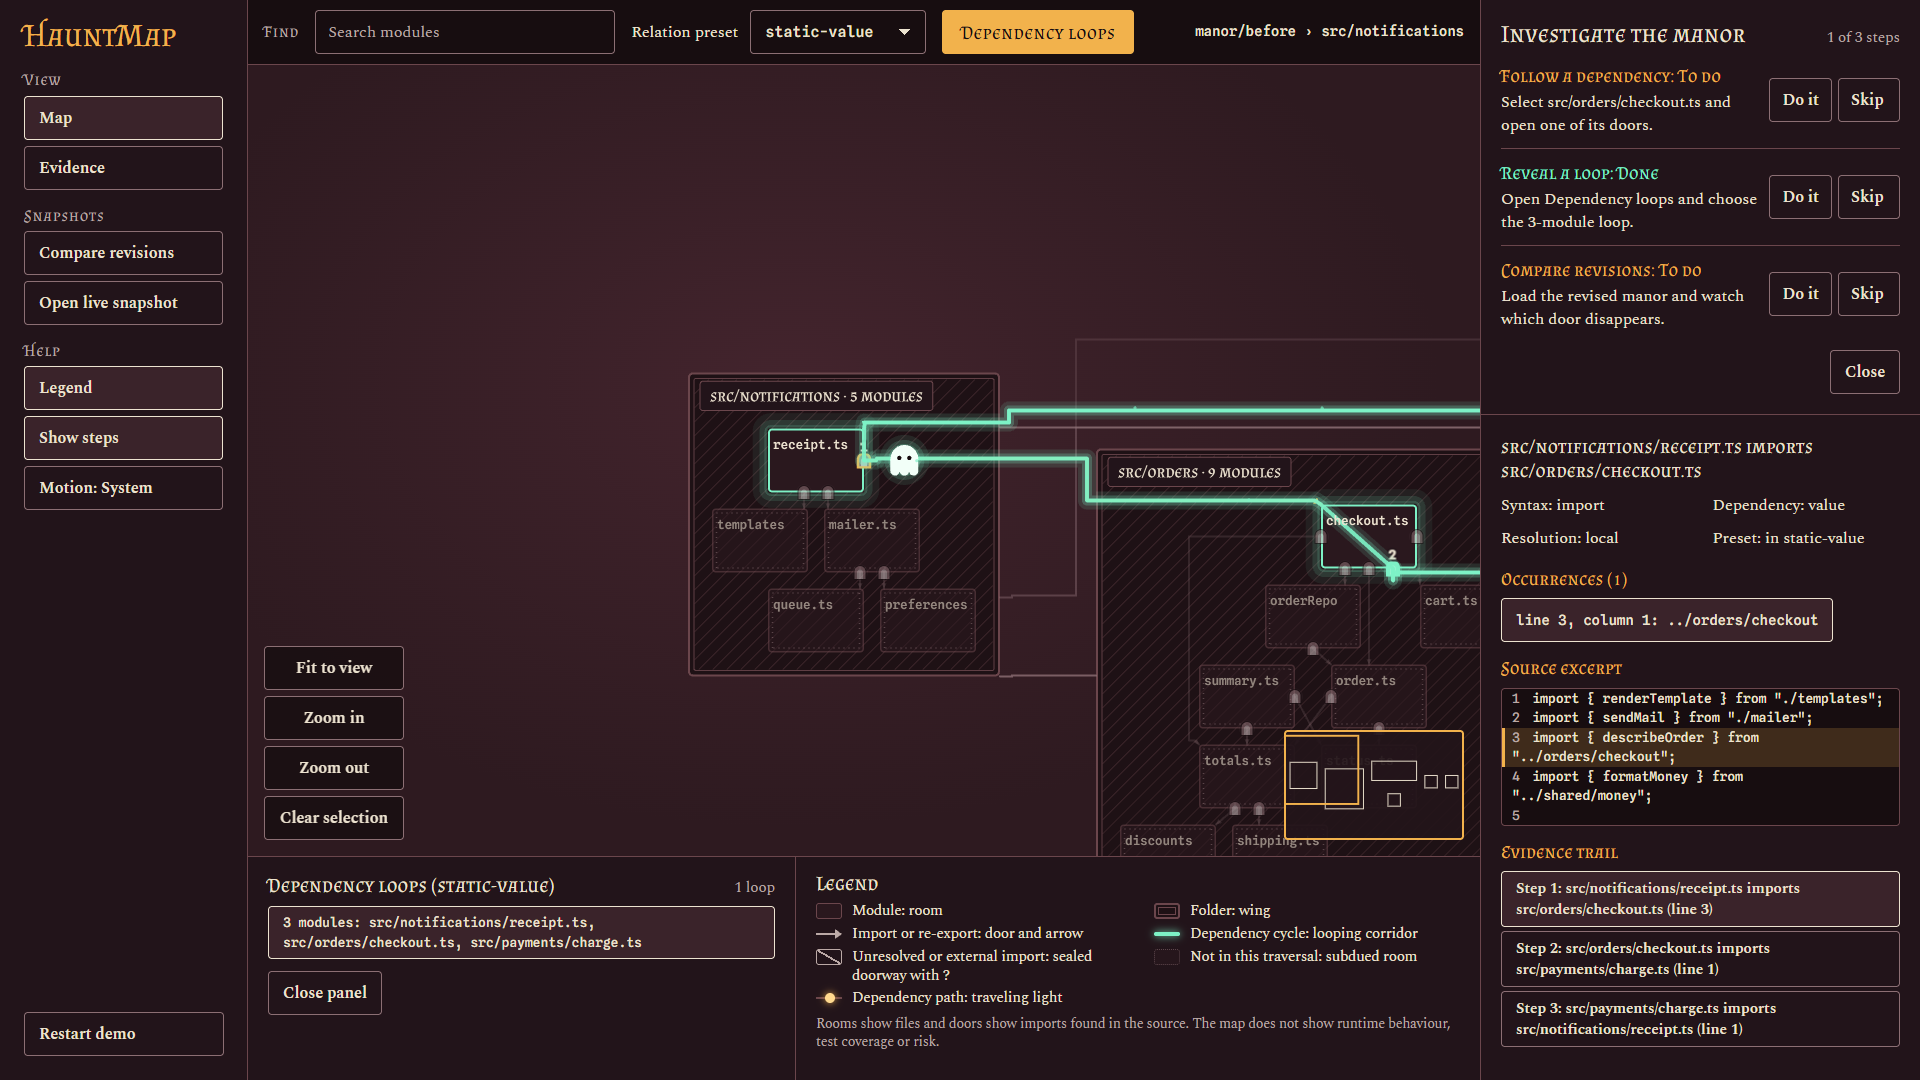 HauntMap
View
Map
Evidence
Snapshots
Compare revisions
Open live snapshot
Help
Legend
Show steps
Motion: System
Restart demo
Find
Search modules
Relation preset
static-value
Dependency loops
manor/before › src/notifications
src/notifications · 5 modules
receipt.ts
templates
mailer.ts
queue.ts
preferences
src/orders · 9 modules
checkout.ts
2
orderRepo
cart.ts
summary.ts
order.ts
totals.ts
discounts
shipping.ts
Fit to view
Zoom in
Zoom out
Clear selection
Dependency loops (static-value)
1 loop
3 modules: src/notifications/receipt.ts,
src/orders/checkout.ts, src/payments/charge.ts
Close panel
Legend
Module: room
Import or re-export: door and arrow
Unresolved or external import: sealed
doorway with ?
Dependency path: traveling light
Folder: wing
Dependency cycle: looping corridor
Not in this traversal: subdued room
Rooms show files and doors show imports found in the source. The map does not show runtime behaviour,
test coverage or risk.
Investigate the manor
1 of 3 steps
Follow a dependency: To do
Select src/orders/checkout.ts and
open one of its doors.
Do it
Skip
Reveal a loop: Done
Open Dependency loops and choose
the 3-module loop.
Do it
Skip
Compare revisions: To do
Load the revised manor and watch
which door disappears.
Do it
Skip
Close
src/notifications/receipt.ts imports
src/orders/checkout.ts
Syntax: import
Dependency: value
Resolution: local
Preset: in static-value
Occurrences (1)
line 3, column 1: ../orders/checkout
Source excerpt
1 import { renderTemplate } from "./templates";
2 import { sendMail } from "./mailer";
3 import { describeOrder } from
"../orders/checkout";
4 import { formatMoney } from
"../shared/money";
5
Evidence trail
Step 1: src/notifications/receipt.ts imports
src/orders/checkout.ts (line 3)
Step 2: src/orders/checkout.ts imports
src/payments/charge.ts (line 1)
Step 3: src/payments/charge.ts imports
src/notifications/receipt.ts (line 1)